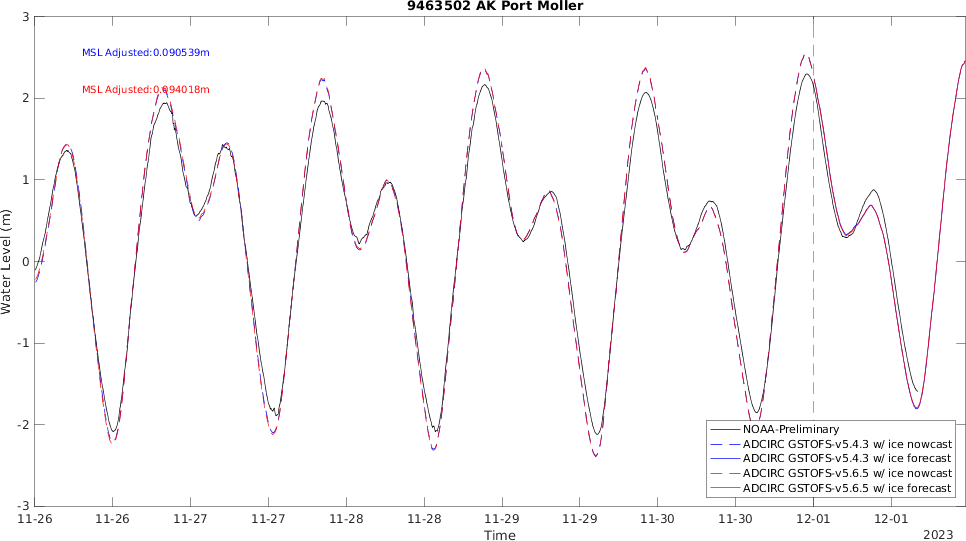 9463502 AK Port Moller
MSL Adjusted:0.090539m
MSL Adjusted:0.094018m
Water Level (m)
3
2
1
0
-1
-2
-3
NOAA-Preliminary
ADCIRC GSTOFS-v5.4.3 w/ ice nowcast
ADCIRC GSTOFS-v5.4.3 w/ ice forecast
ADCIRC GSTOFS-v5.6.5 w/ ice nowcast
ADCIRC GSTOFS-v5.6.5 w/ ice forecast
11-26 11-26 11-27 11-27 11-28 11-28 11-29 11-29 11-30 11-30 12-01 12-01
Time
2023